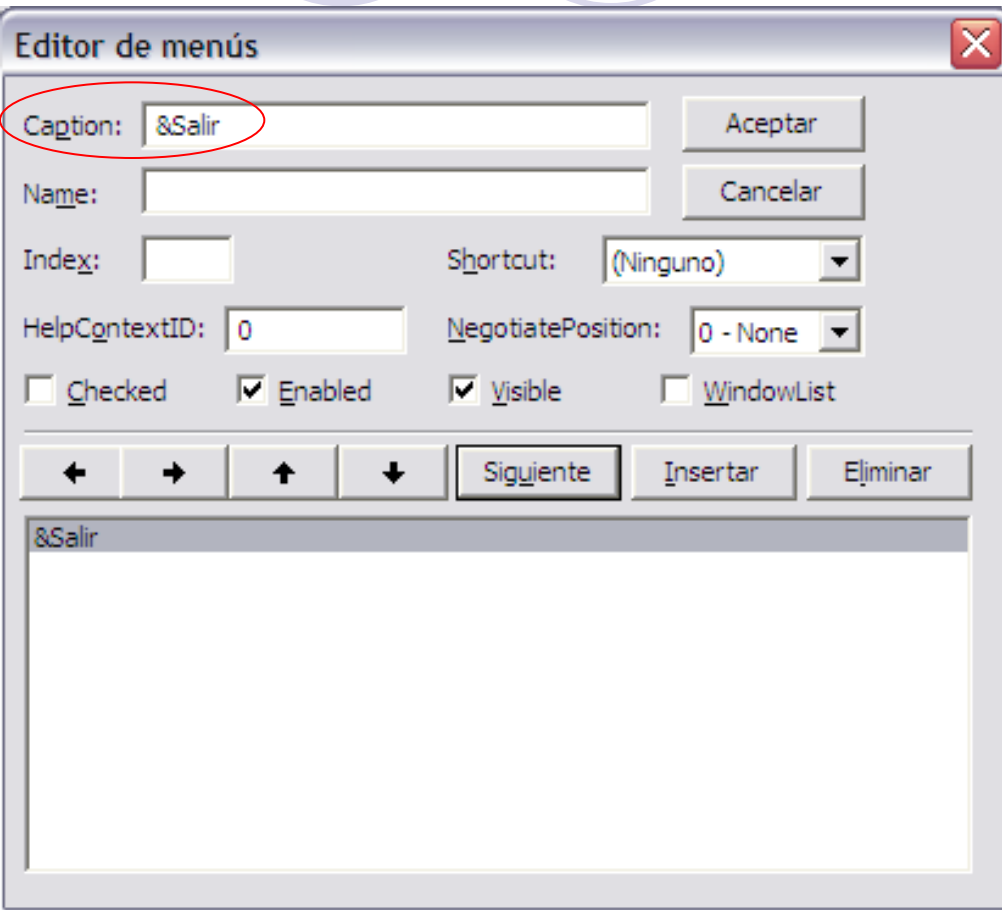 Editor de menús
Caption: &Salir Aceptar
Name: Cancelar
Index: Shortcut: (Ninguno)
HelpContextID: 0 NegotiatePosition: 0 - None
Checked Enabled Visible WindowList
Siguiente Insertar Eliminar
&Salir